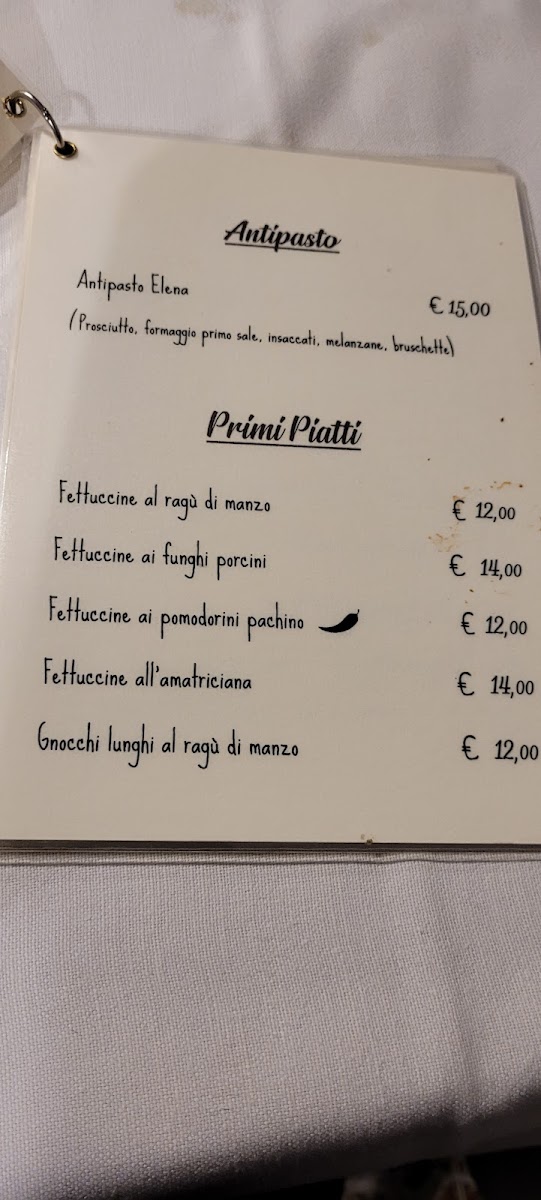 Antipasto
Antipasto Elena € 15,00
(Prosciutto, formaggio primo sale, insaccati, melanzane, bruschette)
Primi Piatti
Fettuccine al ragù di manzo € 12,00
Fettuccine ai funghi porcini € 14,00
Fettuccine ai pomodorini pachino € 12,00
Fettuccine all'amatriciana € 14,00
Gnocchi lunghi al ragù di manzo € 12,00